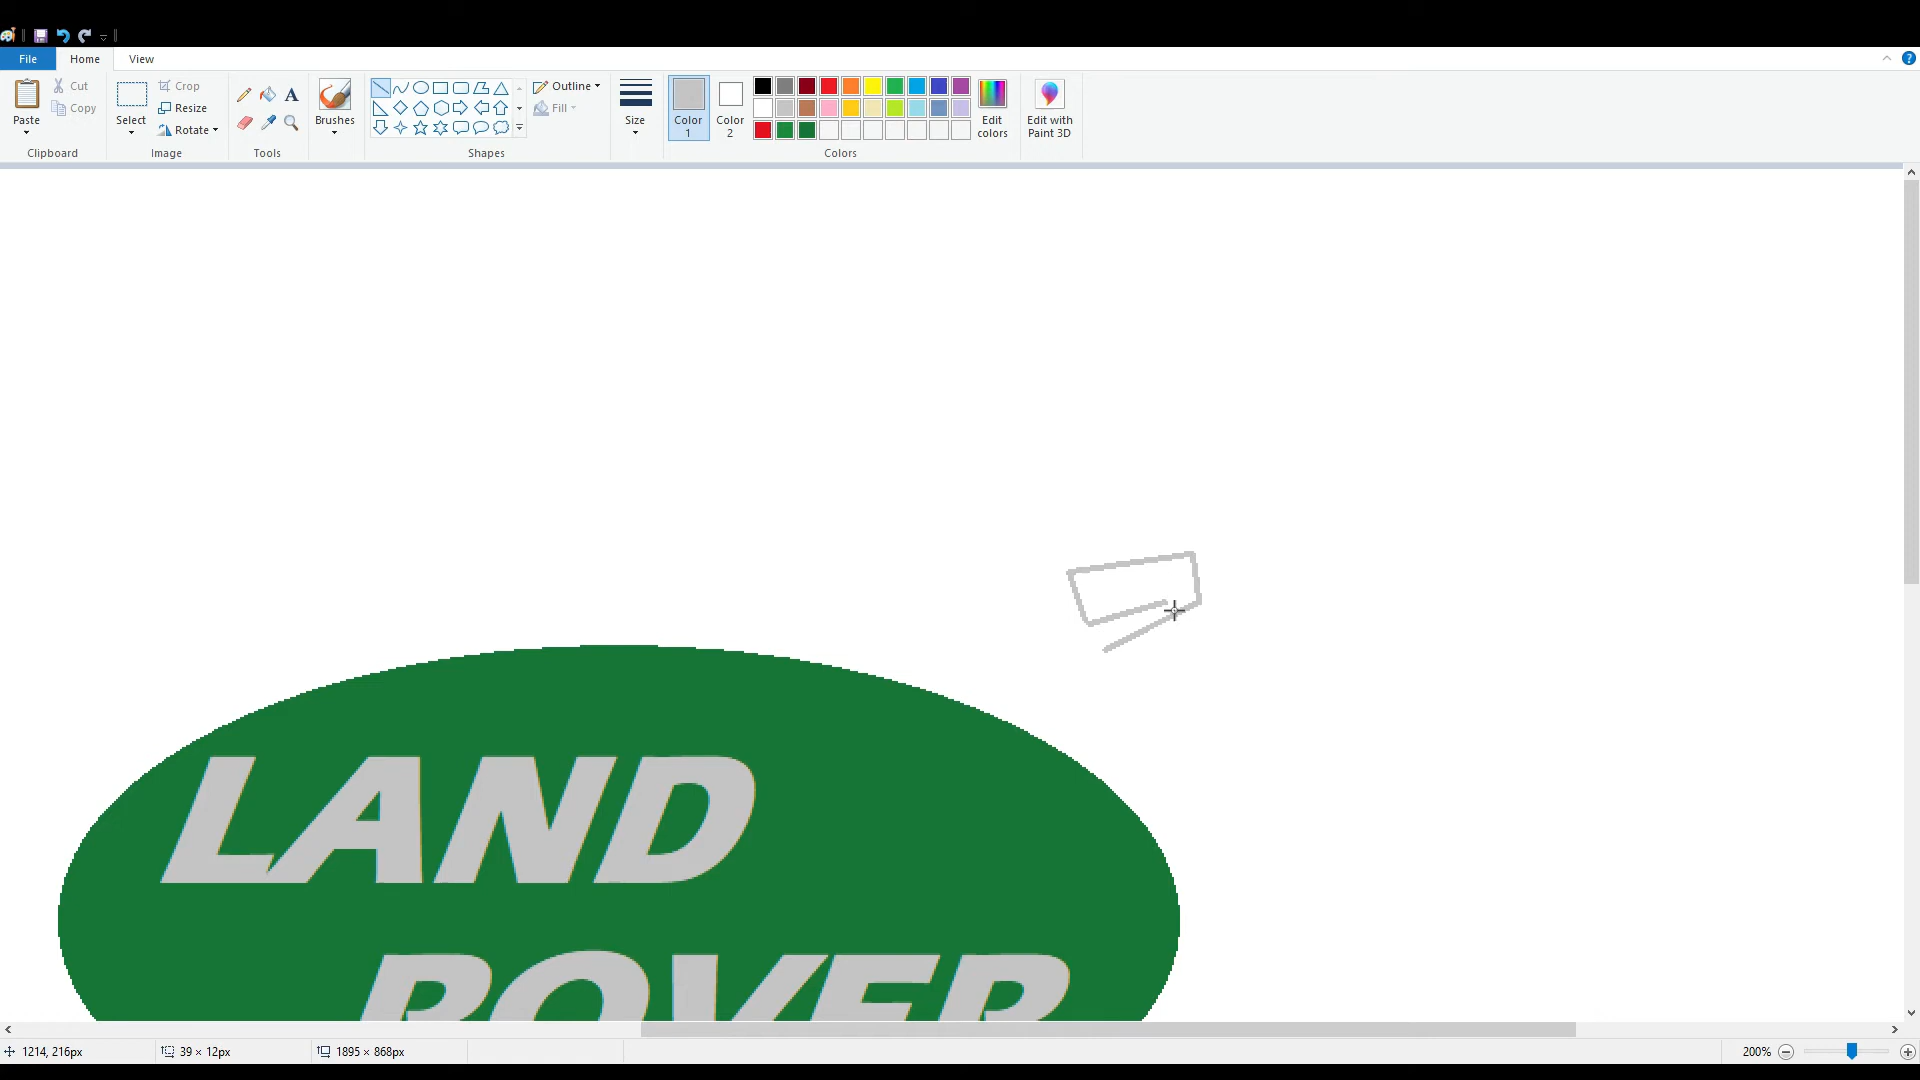 File Home View
Paste
Cut
Copy
Clipboard
Select
Crop
Resize
Rotate
Image
Tools
Brushes
Shapes
Outline
Fill
Size
Color 1
Color 2
Colors
Edit colors
Edit with Paint 3D
LAND
ROVER
1214, 216px
39 × 12px
1895 × 868px
200%